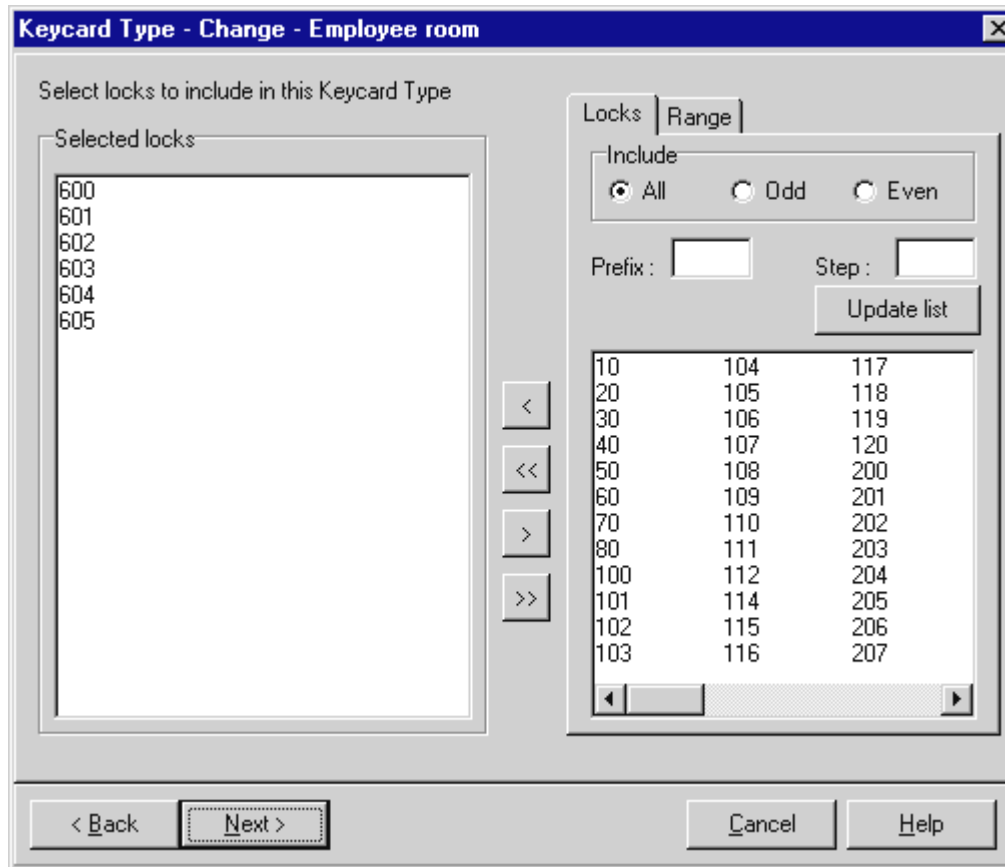 Keycard Type - Change - Employee room
Select locks to include in this Keycard Type
Selected locks
600
601
602
603
604
605
<
<<
>
>>
Locks Range
Include
All Odd Even
Prefix : Step :
Update list
10 104 117
20 105 118
30 106 119
40 107 120
50 108 200
60 109 201
70 110 202
80 111 203
100 112 204
101 114 205
102 115 206
103 116 207
< Back Next > Cancel Help